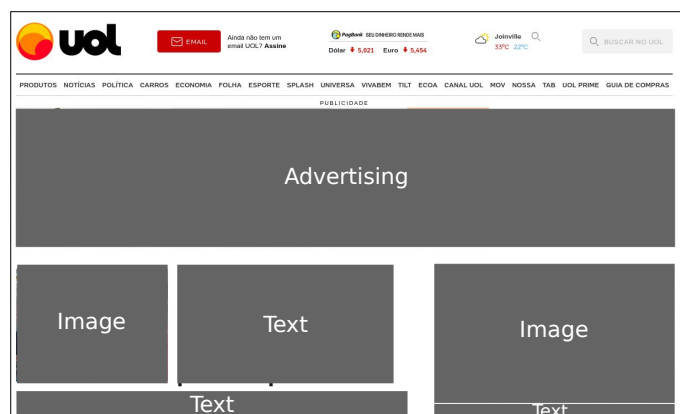 uol
EMAIL
Ainda não tem um
email UOL? Assine
PagBank SEU DINHEIRO RENDE MAIS
Dólar 5,021 Euro 5,454
Joinville
33ºC 22ºC
BUSCAR NO UOL
PRODUTOS NOTÍCIAS POLÍTICA CARROS ECONOMIA FOLHA ESPORTE SPLASH UNIVERSA VIVABEM TILT ECOA CANAL UOL MOV NOSSA TAB UOL PRIME GUIA DE COMPRAS
PUBLICIDADE
Advertising
Image
Text
Image
Text
Text